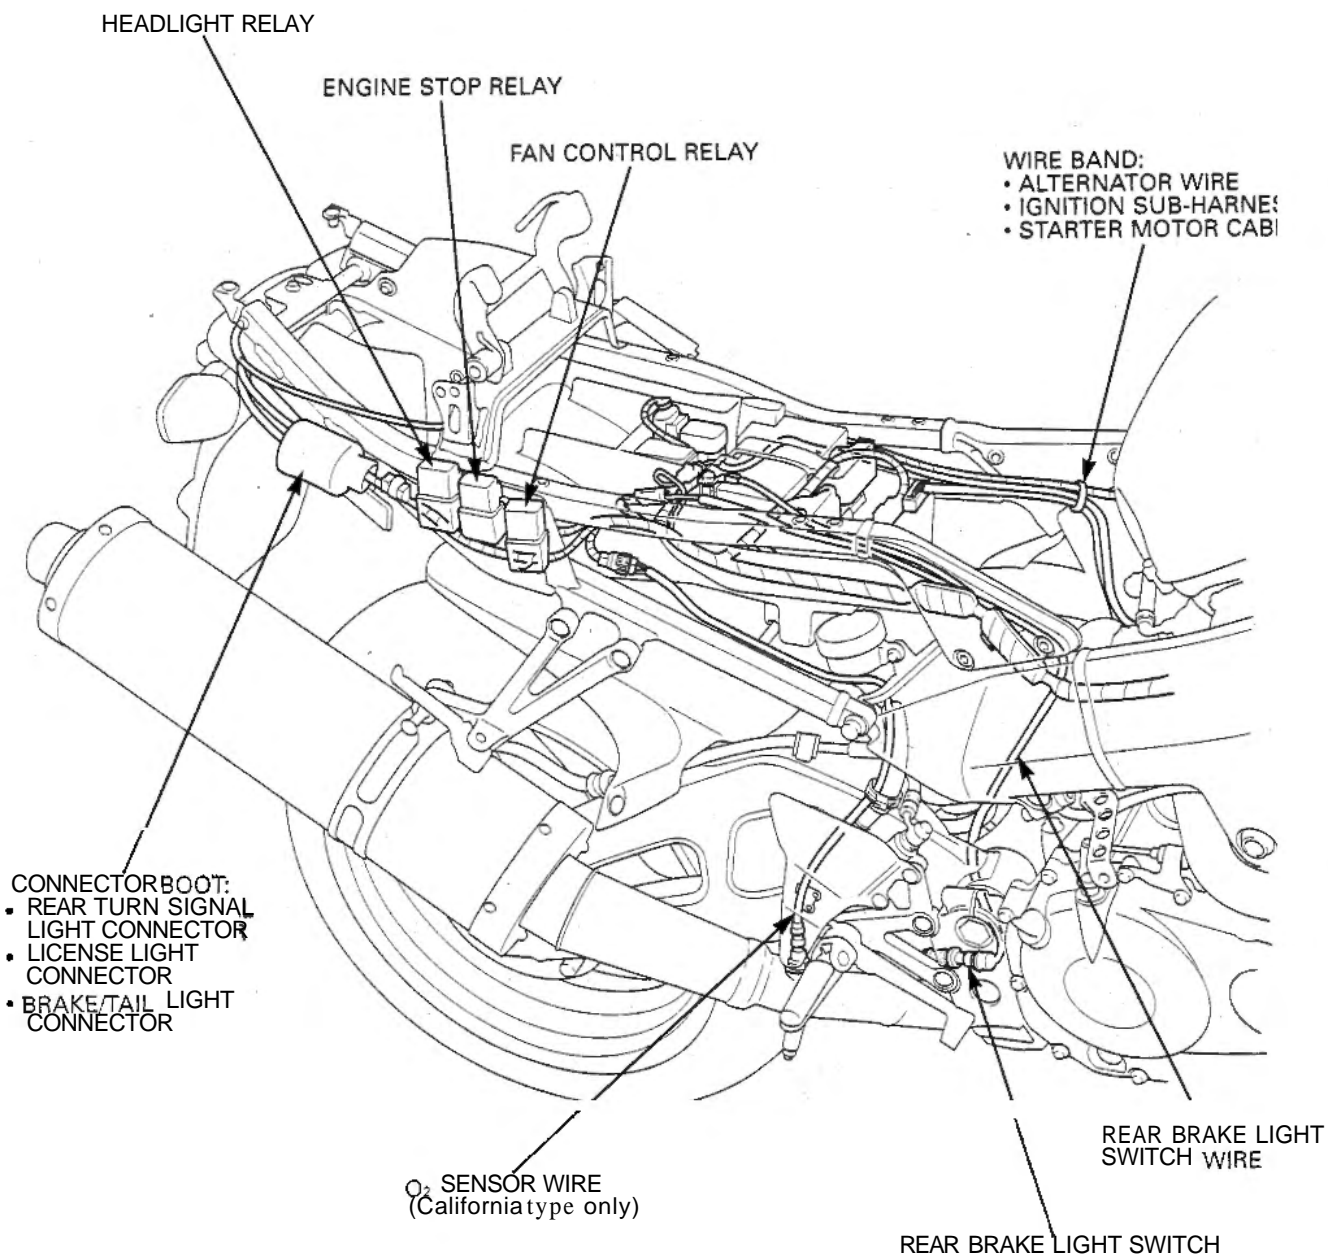 HEADLIGHT RELAY
ENGINE STOP RELAY
FAN CONTROL RELAY
WIRE BAND:
• ALTERNATOR WIRE
• IGNITION SUB-HARNES
• STARTER MOTOR CABL
CONNECTOR BOOT:
• REAR TURN SIGNAL
LIGHT CONNECTOR
• LICENSE LIGHT
CONNECTOR
• BRAKE/TAIL LIGHT
CONNECTOR
O₂ SENSOR WIRE
(California type only)
REAR BRAKE LIGHT
SWITCH WIRE
REAR BRAKE LIGHT SWITCH